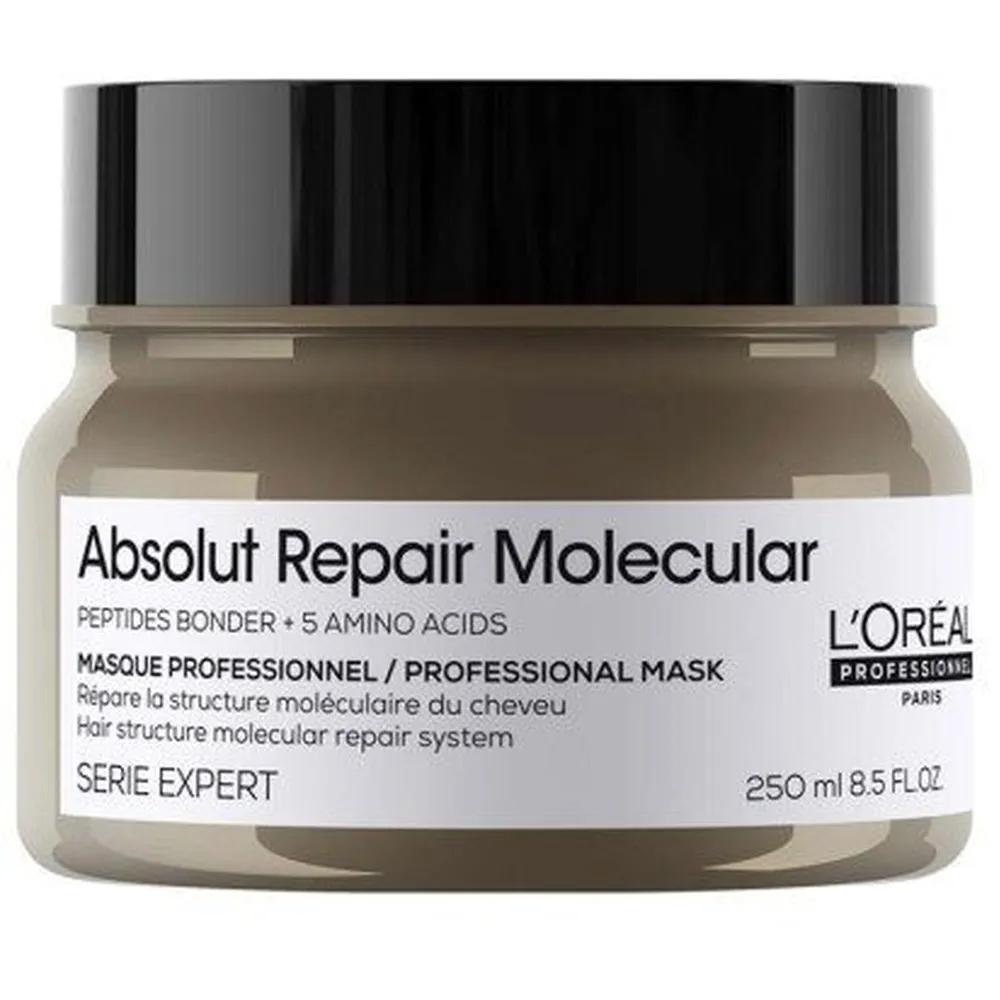 Absolut Repair Molecular
PEPTIDES BONDER + 5 AMINO ACIDS
MASQUE PROFESSIONNEL / PROFESSIONAL MASK
Répare la structure moléculaire du cheveu
Hair structure molecular repair system
SERIE EXPERT
L'ORÉAL
PROFESSIONNEL
PARIS
250 ml 8.5 FL.OZ.